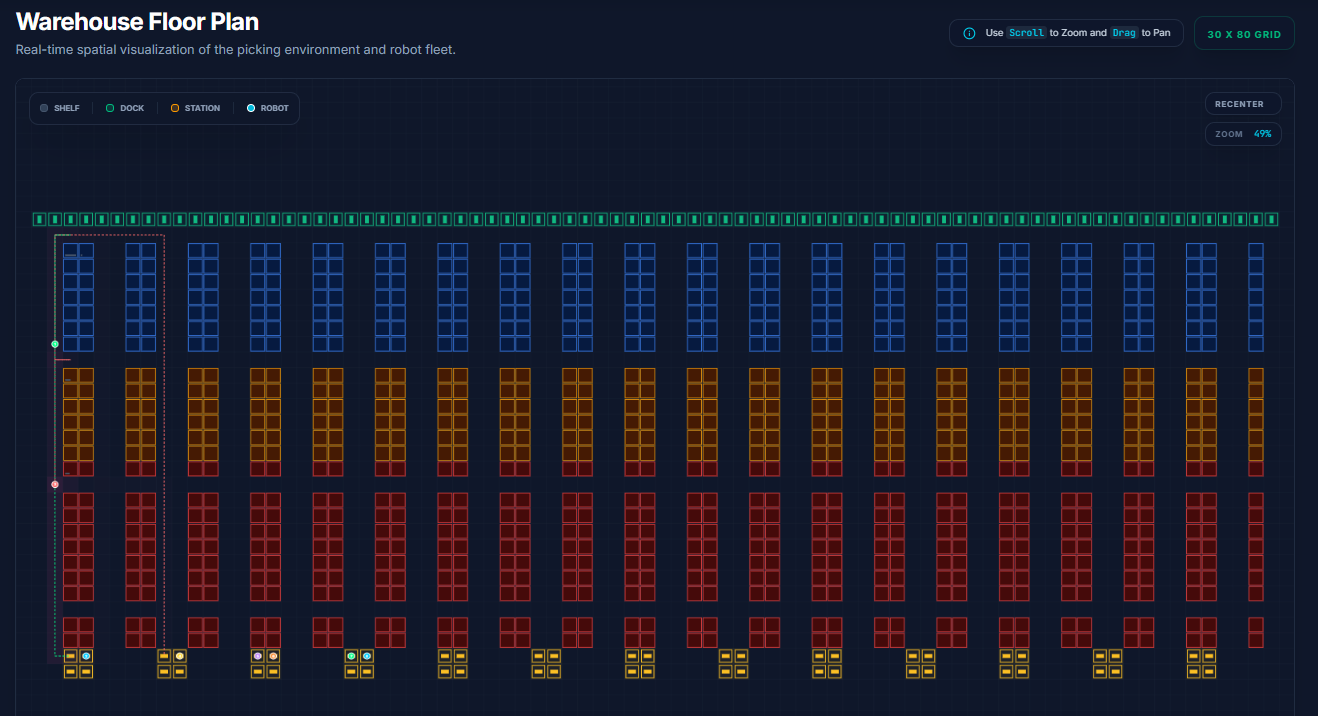 Warehouse Floor Plan
Real-time spatial visualization of the picking environment and robot fleet.
Use Scroll to Zoom and Drag to Pan
30 X 80 GRID
SHELF
DOCK
STATION
ROBOT
RECENTER
ZOOM 49%